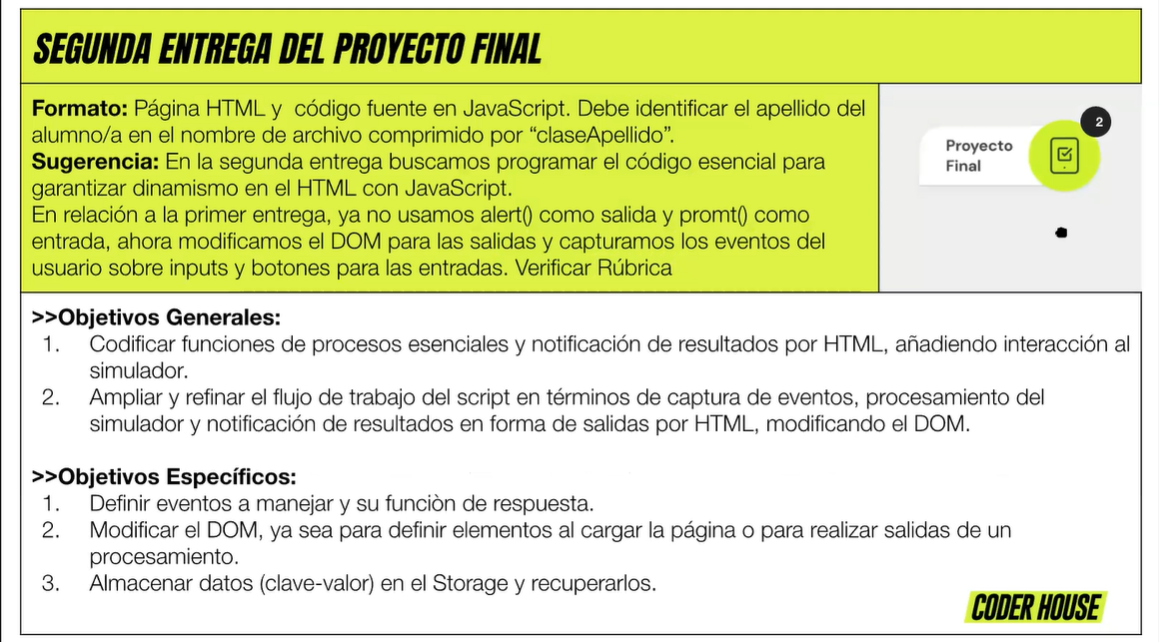 SEGUNDA ENTREGA DEL PROYECTO FINAL
Formato: Página HTML y código fuente en JavaScript. Debe identificar el apellido del
alumno/a en el nombre de archivo comprimido por “claseApellido”.
Sugerencia: En la segunda entrega buscamos programar el código esencial para
garantizar dinamismo en el HTML con JavaScript.
En relación a la primer entrega, ya no usamos alert() como salida y promt() como
entrada, ahora modificamos el DOM para las salidas y capturamos los eventos del
usuario sobre inputs y botones para las entradas. Verificar Rúbrica
2
Proyecto
Final
>>Objetivos Generales:
1. Codificar funciones de procesos esenciales y notificación de resultados por HTML, añadiendo interacción al
simulador.
2. Ampliar y refinar el flujo de trabajo del script en términos de captura de eventos, procesamiento del
simulador y notificación de resultados en forma de salidas por HTML, modificando el DOM.
>>Objetivos Específicos:
1. Definir eventos a manejar y su funciòn de respuesta.
2. Modificar el DOM, ya sea para definir elementos al cargar la página o para realizar salidas de un
procesamiento.
3. Almacenar datos (clave-valor) en el Storage y recuperarlos.
CODER HOUSE